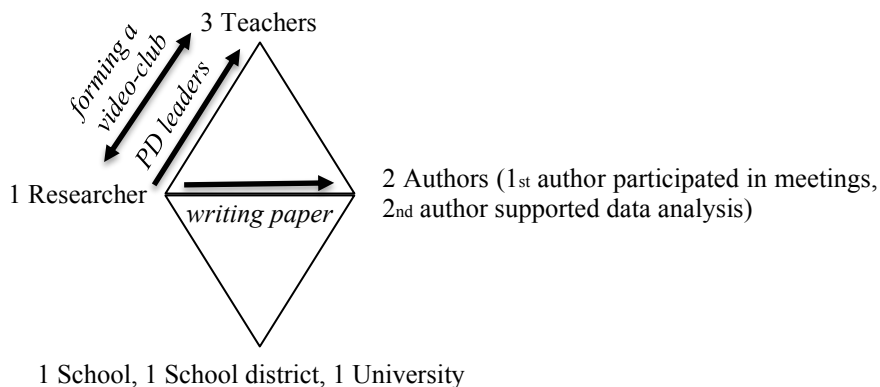 3 Teachers
forming a
video-club
PD leaders
1 Researcher
writing paper
2 Authors (1st author participated in meetings,
2nd author supported data analysis)
1 School, 1 School district, 1 University